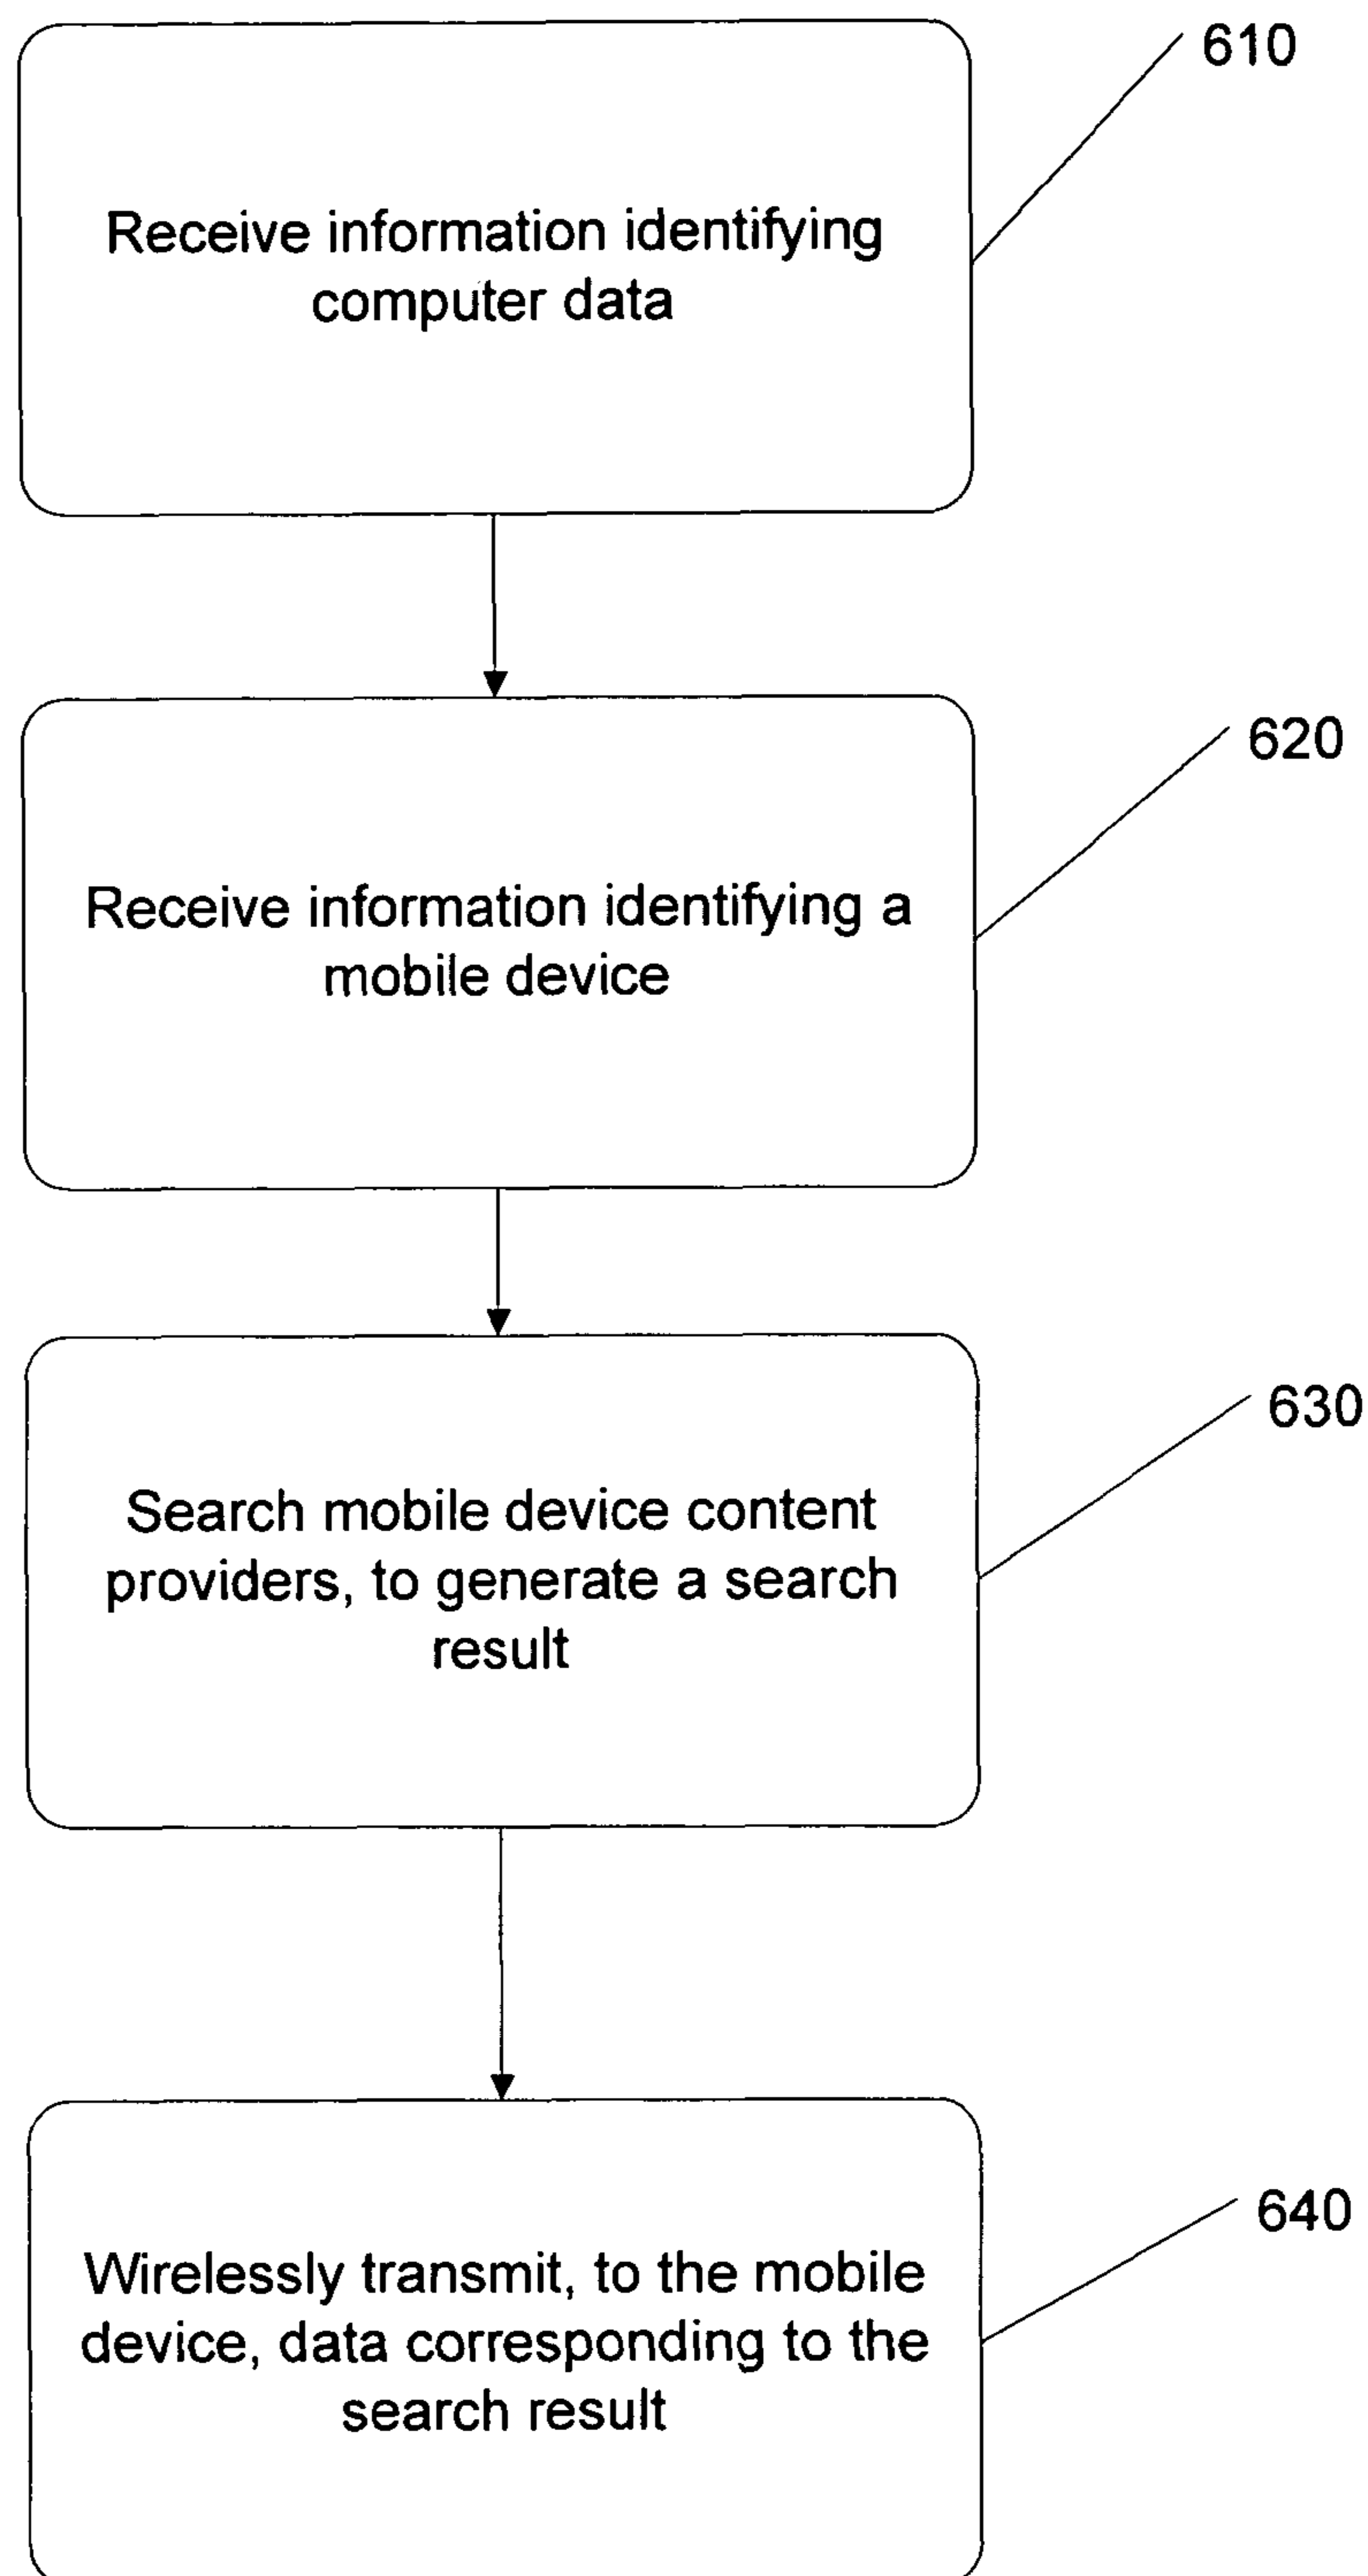 610
Receive information identifying
computer data
620
Receive information identifying a
mobile device
630
Search mobile device content
providers, to generate a search
result
640
Wirelessly transmit, to the mobile
device, data corresponding to the
search result